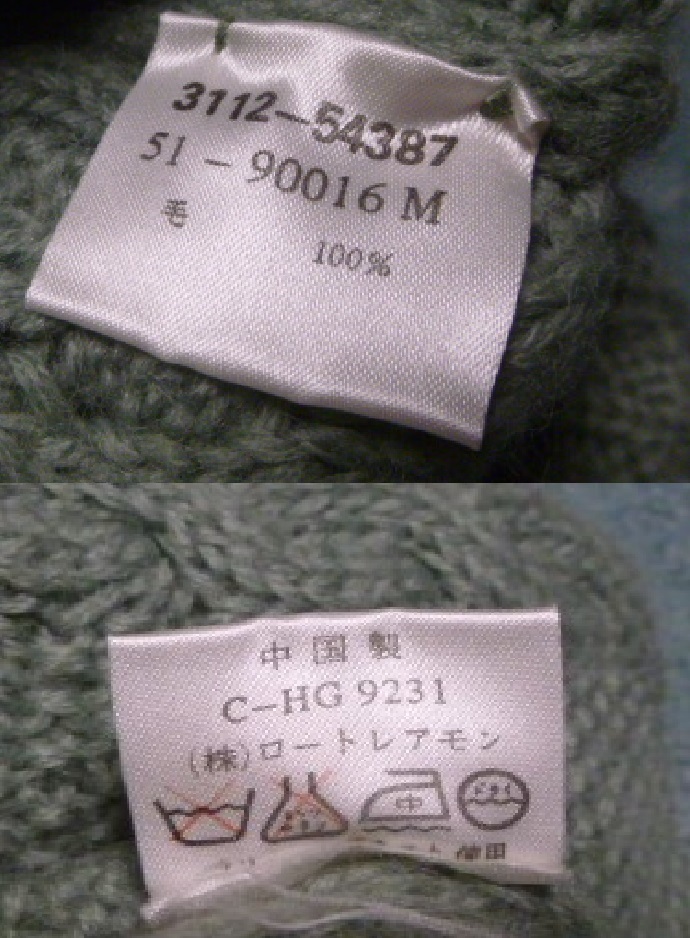 3112-54387
51-90016 M
毛 100%
中国製
C-HG 9231
(株)ロートレアモン
中